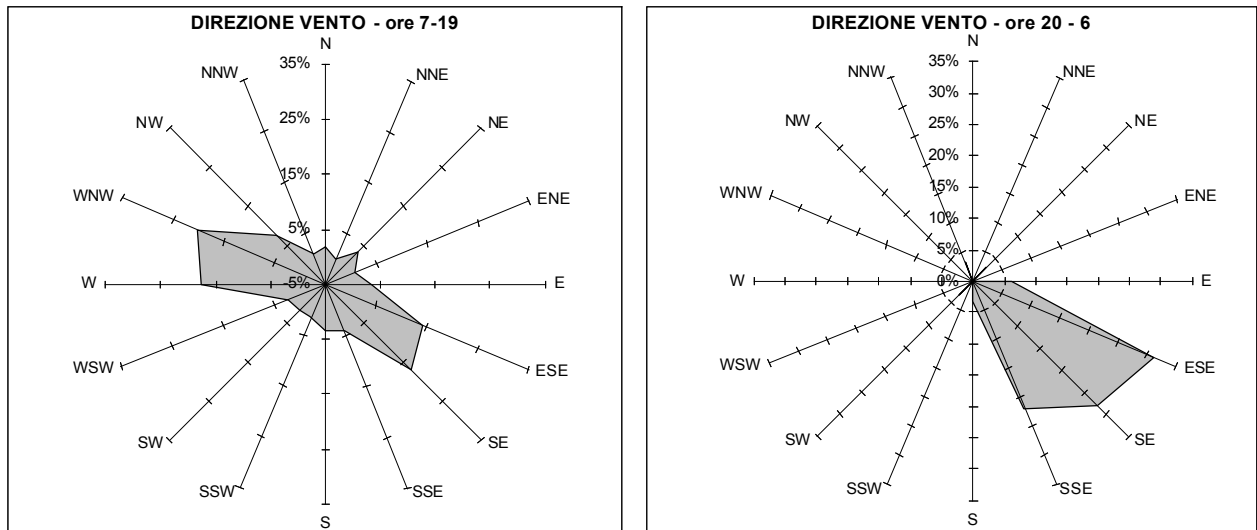 DIREZIONE VENTO - ore 7-19
N
35%
NNW
NNE
25%
NW
NE
15%
WNW
ENE
5%
W
-5%
E
WSW
ESE
SW
SE
SSW
SSE
S
DIREZIONE VENTO - ore 20 - 6
N
35%
NNW
NNE
30%
25%
NW
NE
20%
15%
WNW
ENE
10%
5%
W
0%
E
WSW
ESE
SW
SE
SSW
SSE
S